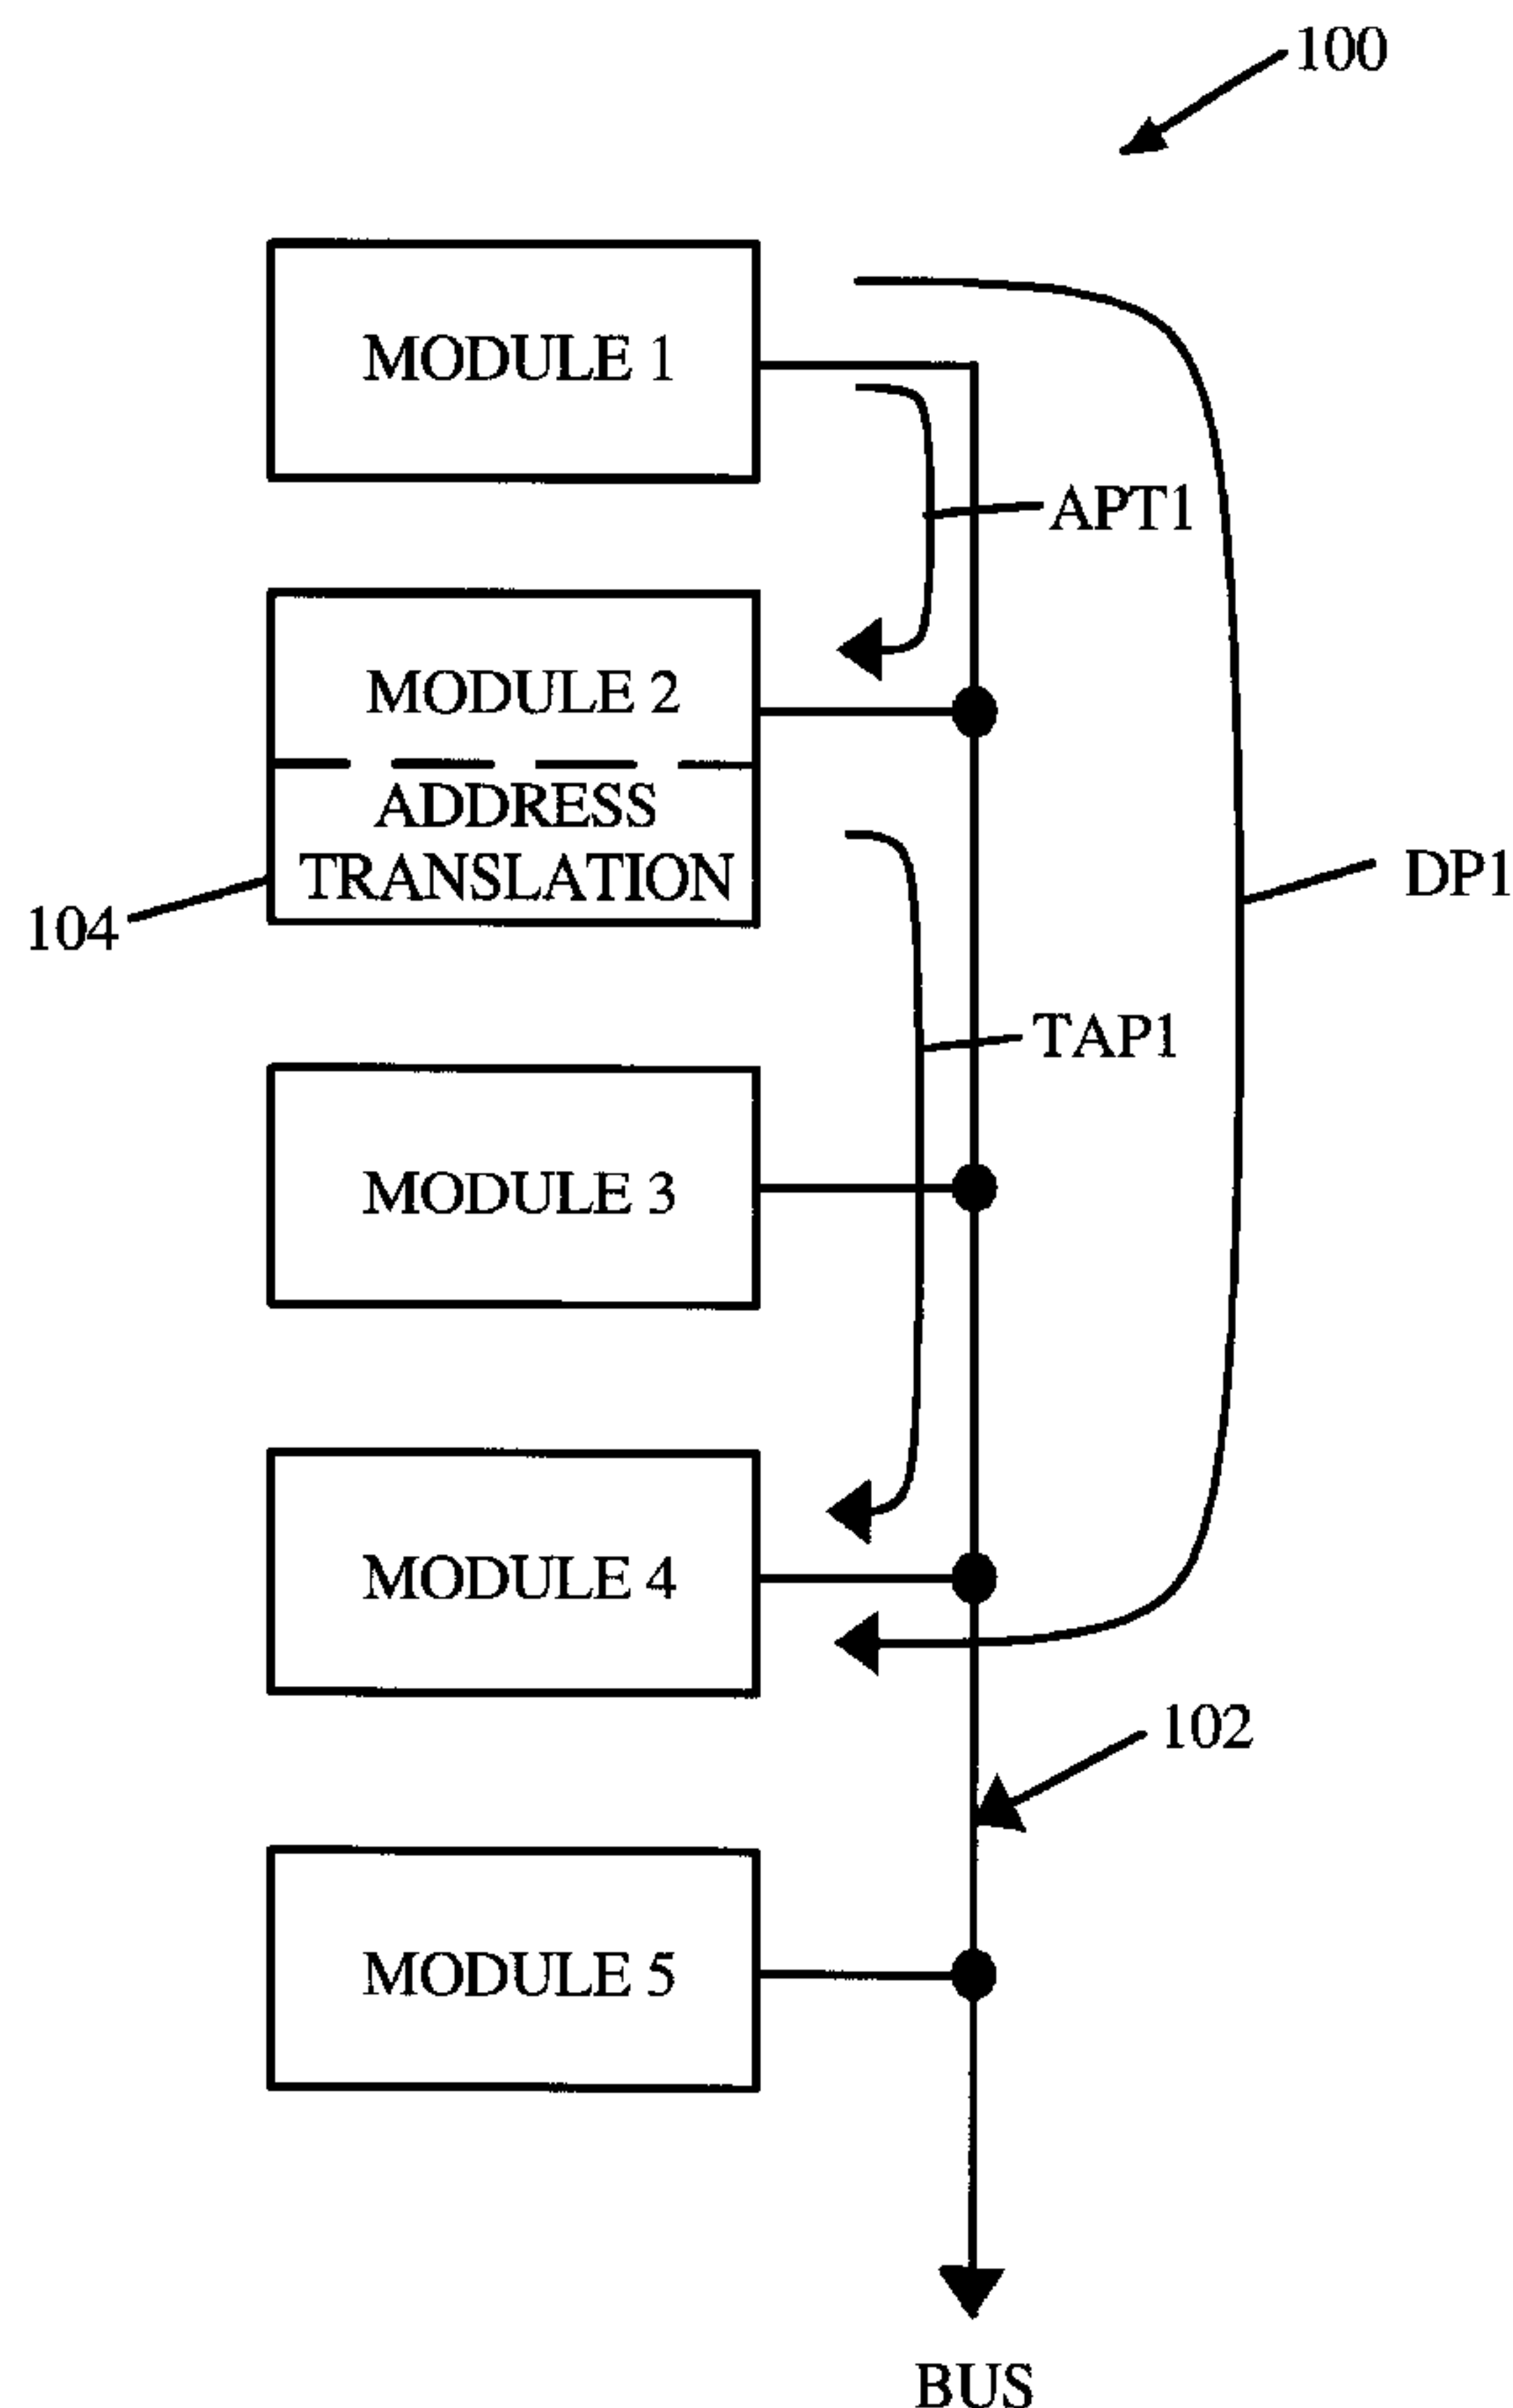 100
MODULE 1
APT1
MODULE 2
ADDRESS
TRANSLATION
DP1
104
TAP1
MODULE 3
MODULE 4
102
MODULE 5
BUS